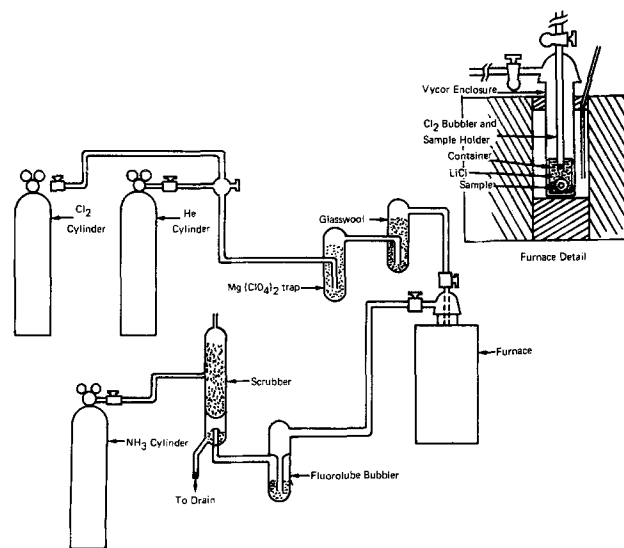 Vycor Enclosure
Cl2 Bubbler and
Sample Holder
Container
LiCl
Sample
Furnace Detail
Cl2
Cylinder
He
Cylinder
Glasswool
Mg (ClO4)2 trap
Furnace
Scrubber
NH3 Cylinder
To Drain
Fluorolube Bubbler